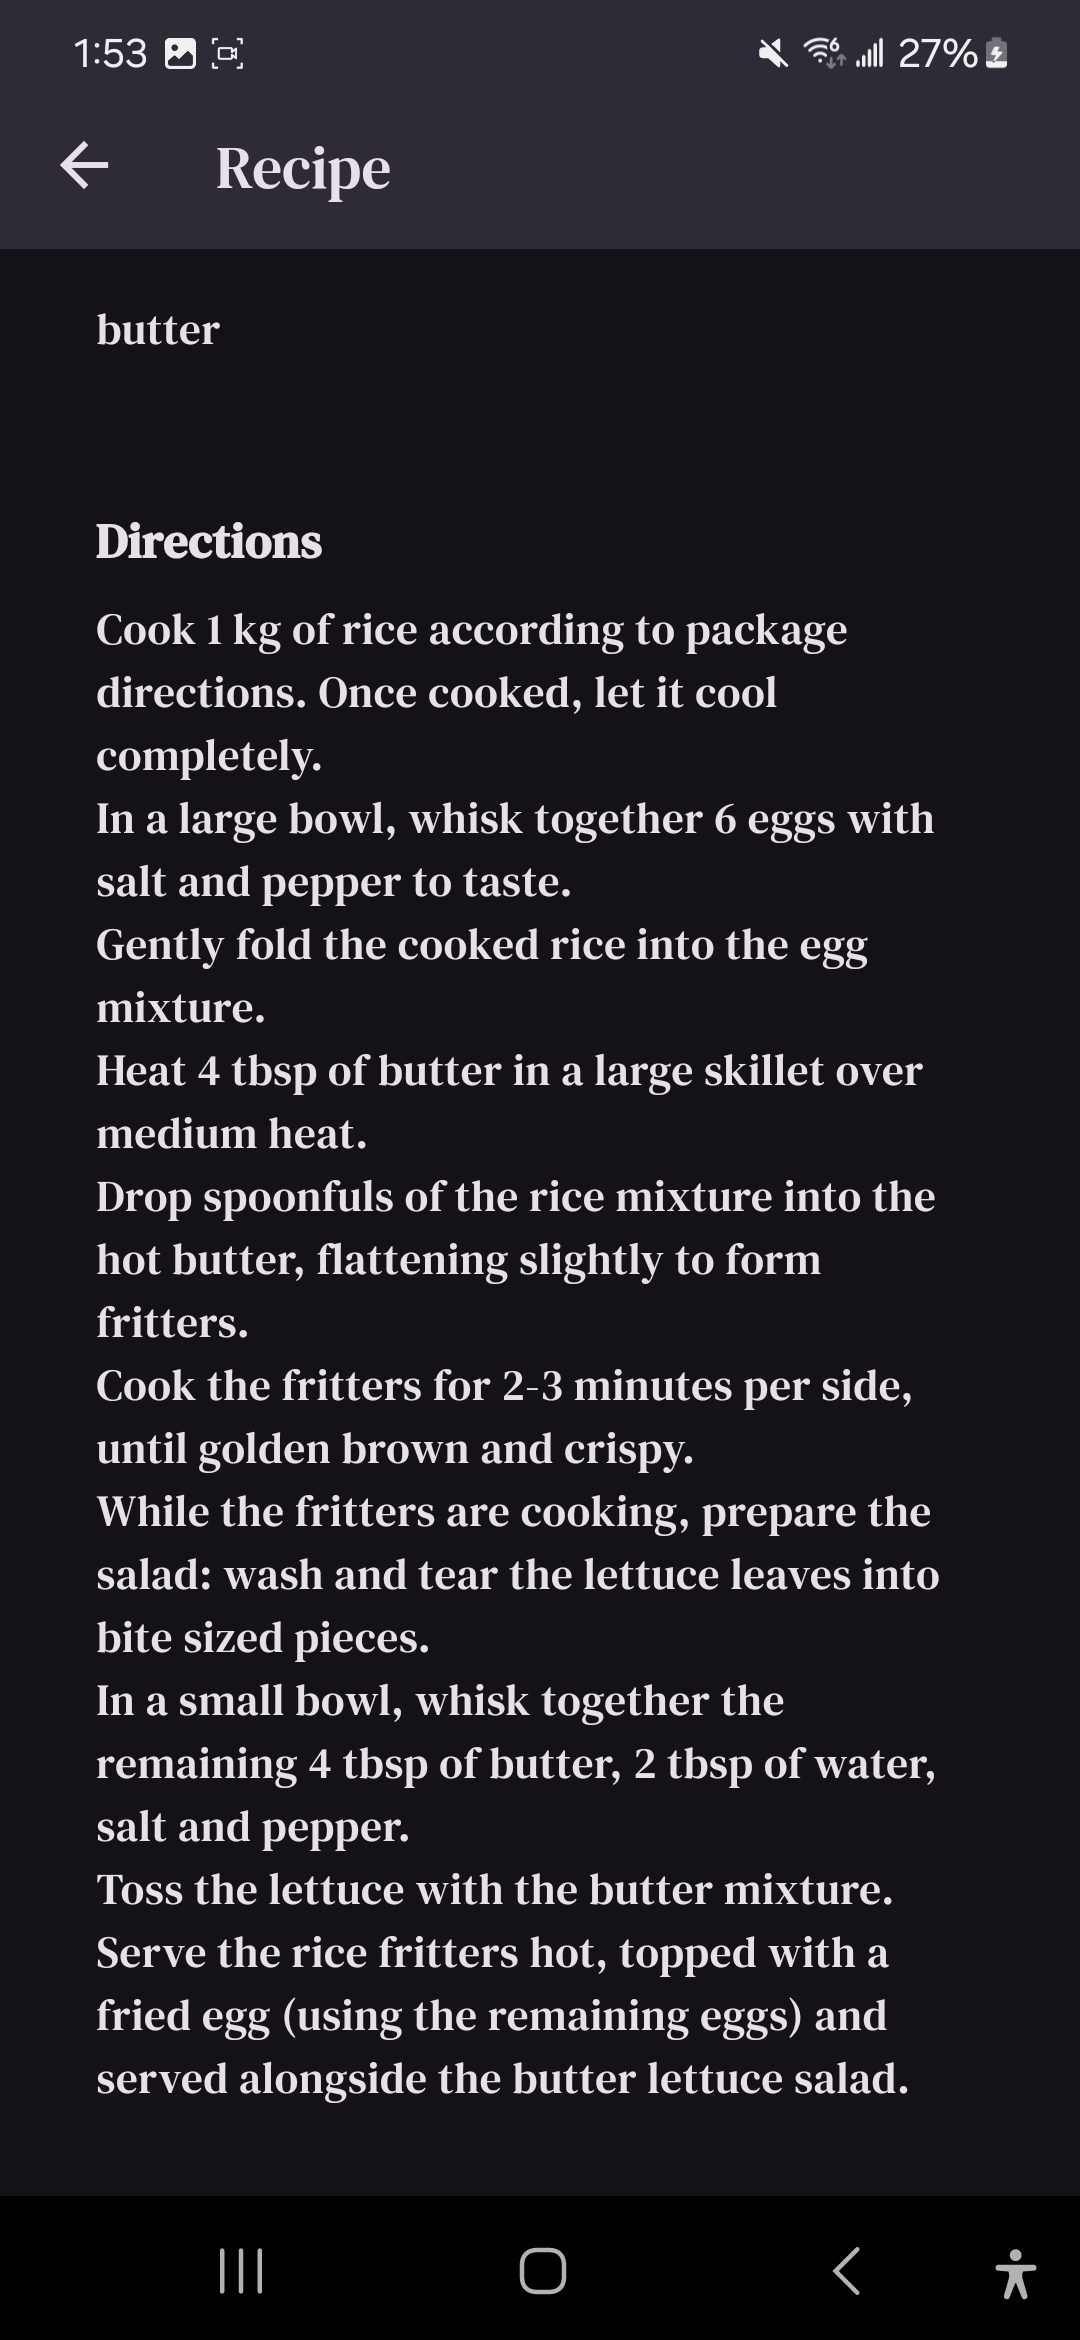 1:53
27%
Recipe
butter
Directions
Cook 1 kg of rice according to package
directions. Once cooked, let it cool
completely.
In a large bowl, whisk together 6 eggs with
salt and pepper to taste.
Gently fold the cooked rice into the egg
mixture.
Heat 4 tbsp of butter in a large skillet over
medium heat.
Drop spoonfuls of the rice mixture into the
hot butter, flattening slightly to form
fritters.
Cook the fritters for 2-3 minutes per side,
until golden brown and crispy.
While the fritters are cooking, prepare the
salad: wash and tear the lettuce leaves into
bite sized pieces.
In a small bowl, whisk together the
remaining 4 tbsp of butter, 2 tbsp of water,
salt and pepper.
Toss the lettuce with the butter mixture.
Serve the rice fritters hot, topped with a
fried egg (using the remaining eggs) and
served alongside the butter lettuce salad.